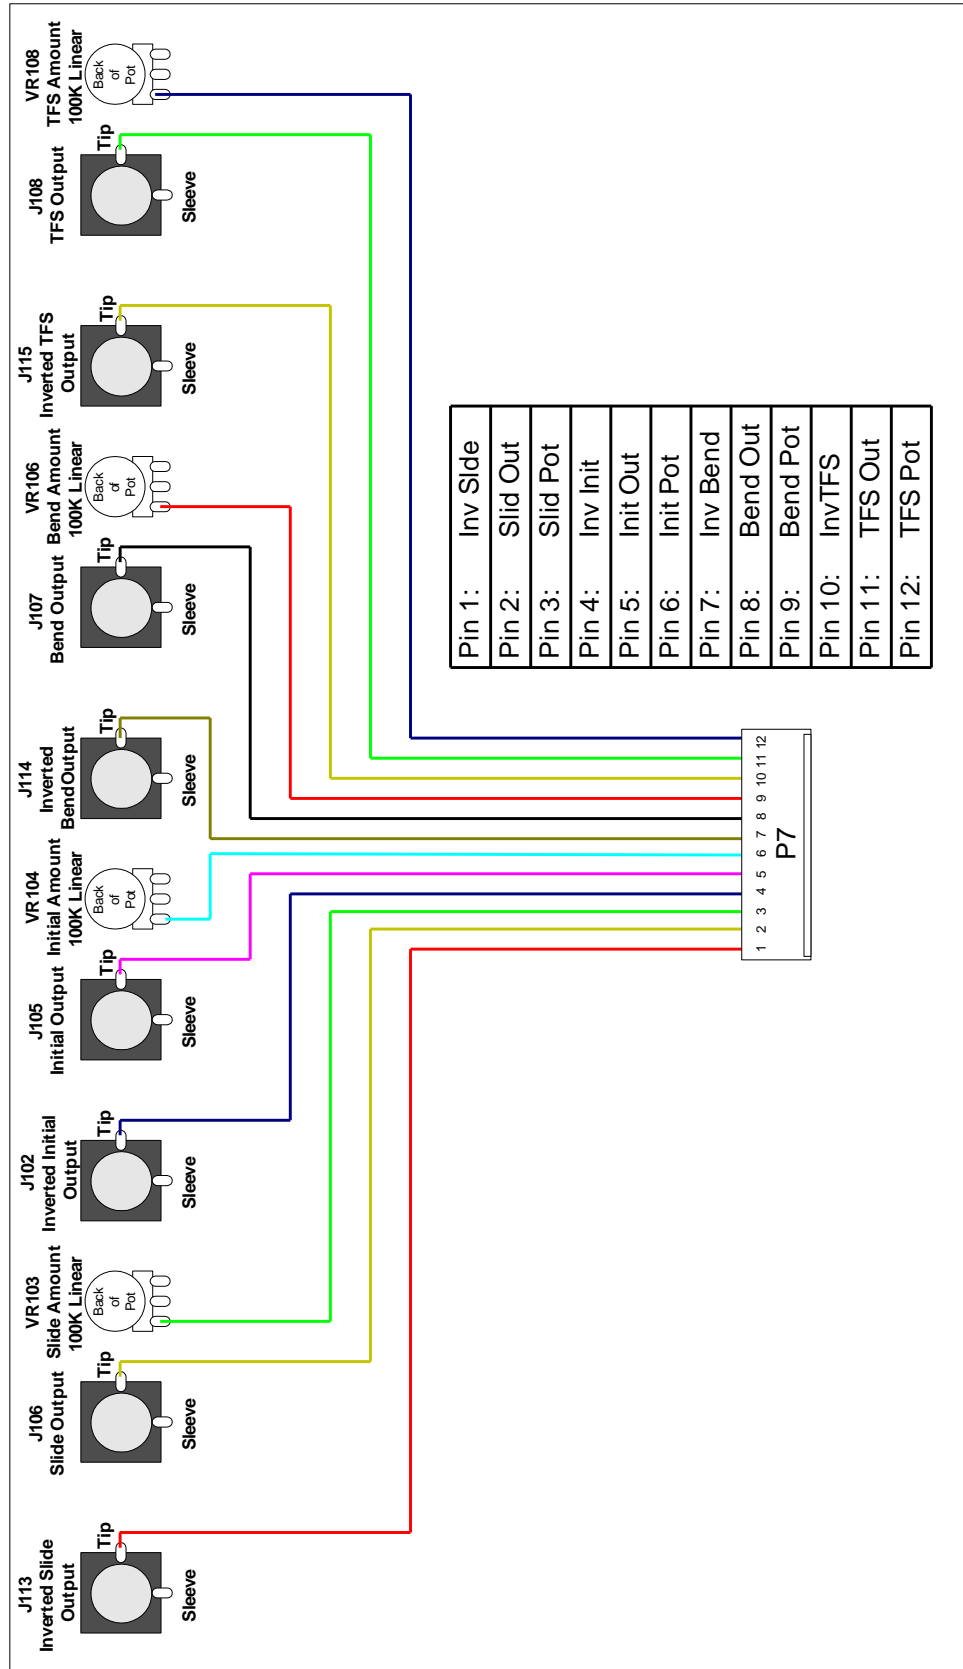 J113
Inverted Slide
Output
Tip
Sleeve
J106
Slide Output
Tip
Sleeve
VR103
Slide Amount
100K Linear
Back
of
Pot
J102
Inverted Initial
Output
Tip
Sleeve
J105
Initial Output
Tip
Sleeve
VR104
Initial Amount
100K Linear
Back
of
Pot
J114
Inverted
BendOutput
Tip
Sleeve
J107
Bend Output
Tip
Sleeve
VR106
Bend Amount
100K Linear
Back
of
Pot
J115
Inverted TFS
Output
Tip
Sleeve
J108
TFS Output
Tip
Sleeve
VR108
TFS Amount
100K Linear
Back
of
Pot
1 2 3 4 5 6 7 8 9 10 11 12
P7
Pin 1: Inv Slde
Pin 2: Slid Out
Pin 3: Slid Pot
Pin 4: Inv Init
Pin 5: Init Out
Pin 6: Init Pot
Pin 7: Inv Bend
Pin 8: Bend Out
Pin 9: Bend Pot
Pin 10: InvTFS
Pin 11: TFS Out
Pin 12: TFS Pot